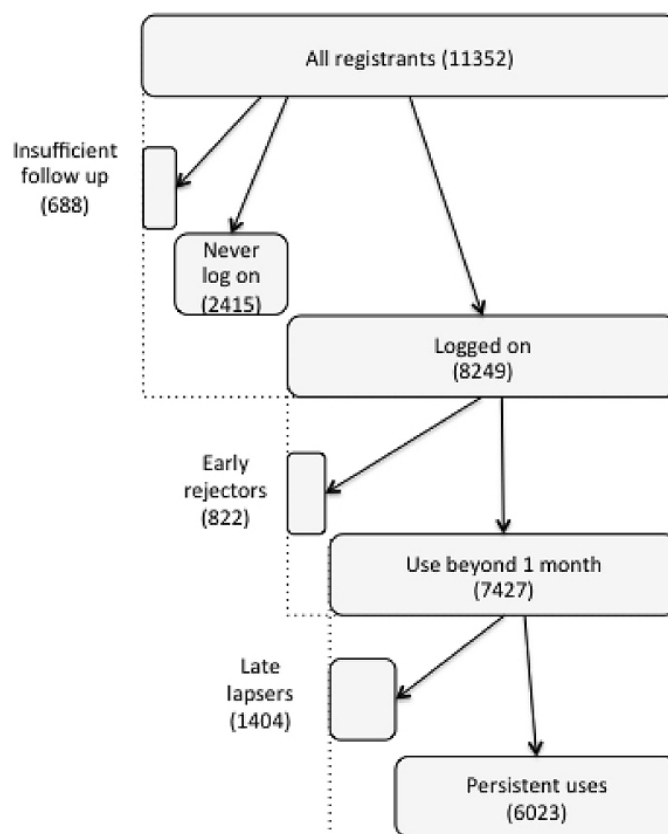 All registrants (11352)
Insufficient
follow up
(688)
Never
log on
(2415)
Logged on
(8249)
Early
rejectors
(822)
Use beyond 1 month
(7427)
Late
lapsers
(1404)
Persistent uses
(6023)